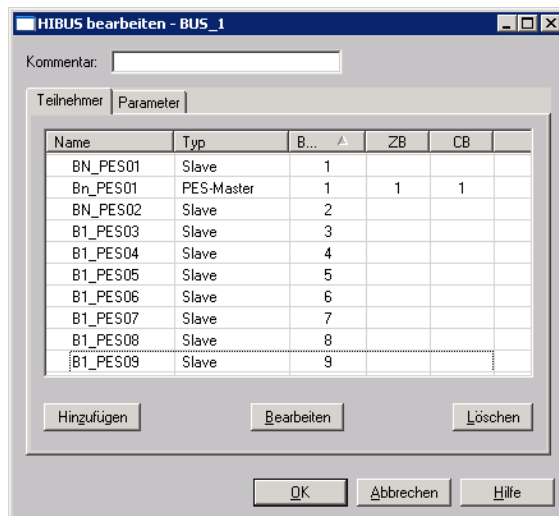 HIBUS bearbeiten - BUS_1
Kommentar:
Teilnehmer Parameter
Name Typ B... ZB CB
BN_PES01 Slave 1
Bn_PES01 PES-Master 1 1 1
BN_PES02 Slave 2
B1_PES03 Slave 3
B1_PES04 Slave 4
B1_PES05 Slave 5
B1_PES06 Slave 6
B1_PES07 Slave 7
B1_PES08 Slave 8
B1_PES09 Slave 9
Hinzufügen Bearbeiten Löschen
OK Abbrechen Hilfe